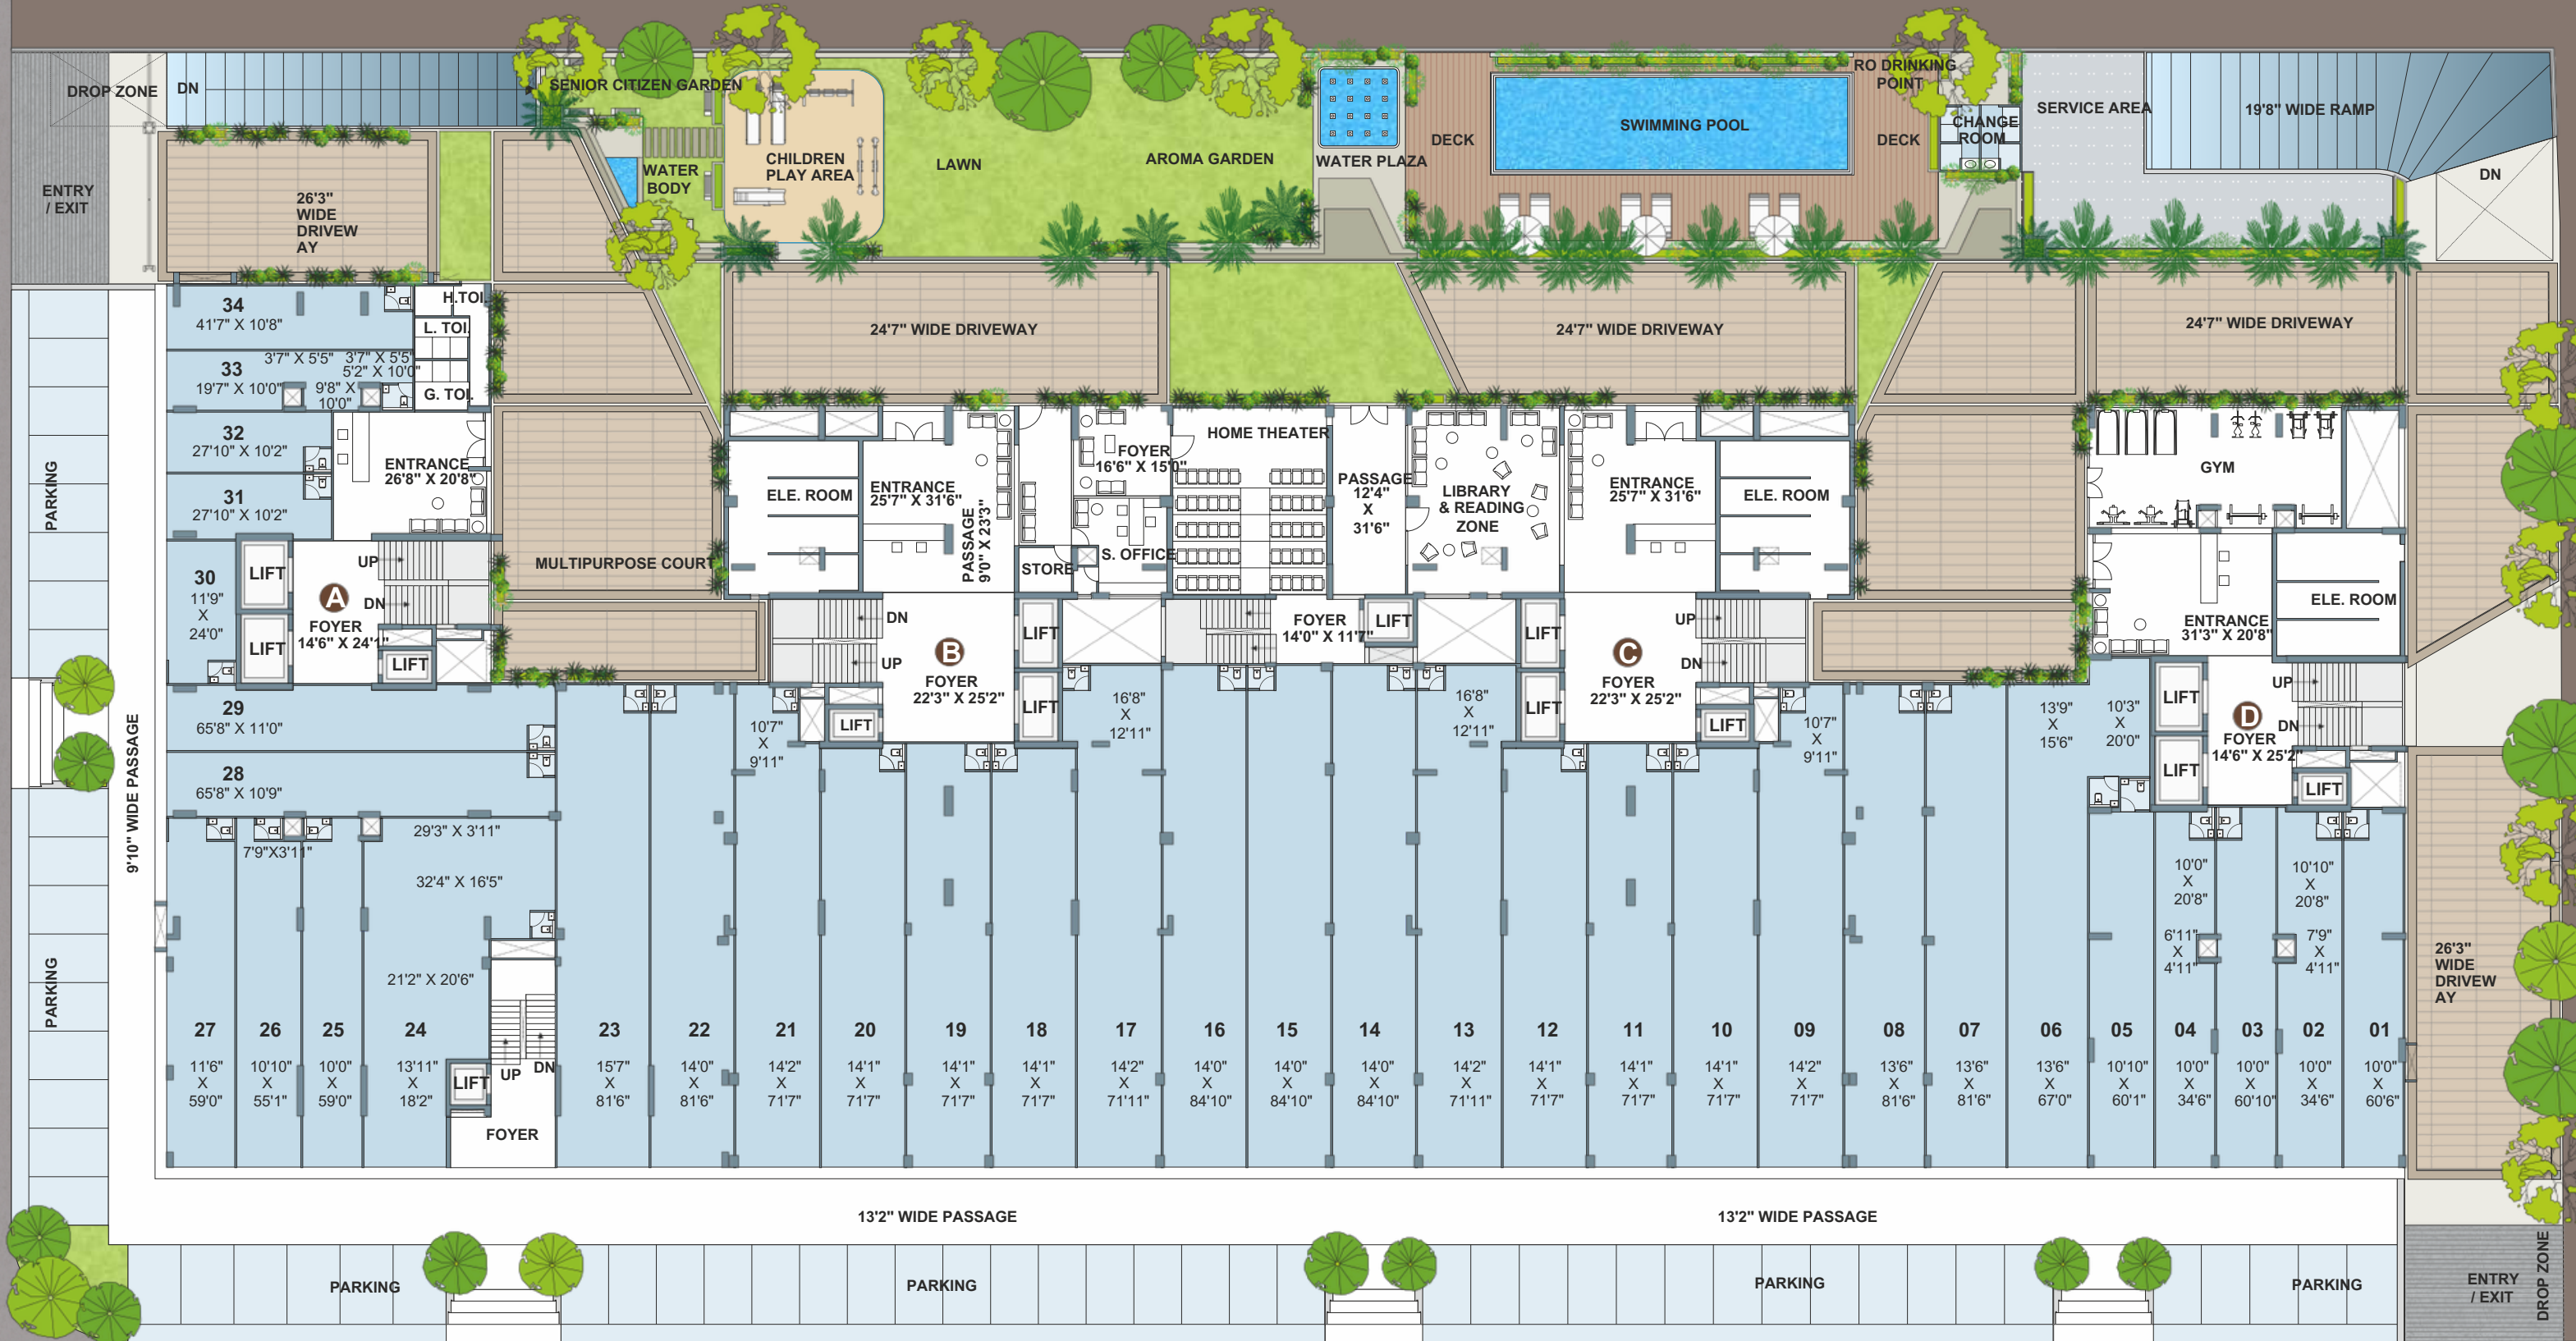 DROP ZONE
DN
SENIOR CITIZEN GARDEN
RO DRINKING
POINT
SERVICE AREA
19'8" WIDE RAMP
CHANGE
ROOM
SWIMMING POOL
DECK
DECK
WATER PLAZA
AROMA GARDEN
LAWN
CHILDREN
PLAY AREA
WATER
BODY
DN
ENTRY
/ EXIT
26'3"
WIDE
DRIVEW
AY
24'7" WIDE DRIVEWAY
24'7" WIDE DRIVEWAY
24'7" WIDE DRIVEWAY
34
41'7" X 10'8"
H.TOI.
L. TOI.
G. TOI.
33
19'7" X 10'0"
3'7" X 5'5"
3'7" X 5'5"
5'2" X 10'0"
9'8" X
10'0"
32
27'10" X 10'2"
31
27'10" X 10'2"
ENTRANCE
26'8" X 20'8"
30
11'9"
X
24'0"
LIFT
LIFT
A
FOYER
14'6" X 24'1"
UP
DN
LIFT
MULTIPURPOSE COURT
ELE. ROOM
ENTRANCE
25'7" X 31'6"
PASSAGE
9'0" X 23'3"
FOYER
16'6" X 15'0"
S. OFFICE
STORE
HOME THEATER
PASSAGE
12'4"
X
31'6"
LIBRARY
& READING
ZONE
ENTRANCE
25'7" X 31'6"
ELE. ROOM
GYM
ENTRANCE
31'3" X 20'8"
ELE. ROOM
DN
UP
B
FOYER
22'3" X 25'2"
LIFT
LIFT
LIFT
FOYER
14'0" X 11'7"
LIFT
LIFT
LIFT
C
FOYER
22'3" X 25'2"
UP
DN
LIFT
LIFT
LIFT
D
FOYER
14'6" X 25'2"
UP
DN
LIFT
PARKING
PARKING
9'10" WIDE PASSAGE
29
65'8" X 11'0"
28
65'8" X 10'9"
10'7"
X
9'11"
16'8"
X
12'11"
16'8"
X
12'11"
10'7"
X
9'11"
13'9"
X
15'6"
10'3"
X
20'0"
7'9"X3'11"
29'3" X 3'11"
32'4" X 16'5"
21'2" X 20'6"
10'0"
X
20'8"
6'11"
X
4'11"
10'10"
X
20'8"
7'9"
X
4'11"
26'3"
WIDE
DRIVEW
AY
27
11'6"
X
59'0"
26
10'10"
X
55'1"
25
10'0"
X
59'0"
24
13'11"
X
18'2"
LIFT
UP
DN
FOYER
23
15'7"
X
81'6"
22
14'0"
X
81'6"
21
14'2"
X
71'7"
20
14'1"
X
71'7"
19
14'1"
X
71'7"
18
14'1"
X
71'7"
17
14'2"
X
71'11"
16
14'0"
X
84'10"
15
14'0"
X
84'10"
14
14'0"
X
84'10"
13
14'2"
X
71'11"
12
14'1"
X
71'7"
11
14'1"
X
71'7"
10
14'1"
X
71'7"
09
14'2"
X
71'7"
08
13'6"
X
81'6"
07
13'6"
X
81'6"
06
13'6"
X
67'0"
05
10'10"
X
60'1"
04
10'0"
X
34'6"
03
10'0"
X
60'10"
02
10'0"
X
34'6"
01
10'0"
X
60'6"
13'2" WIDE PASSAGE
13'2" WIDE PASSAGE
PARKING
PARKING
PARKING
PARKING
ENTRY
/ EXIT
DROP ZONE